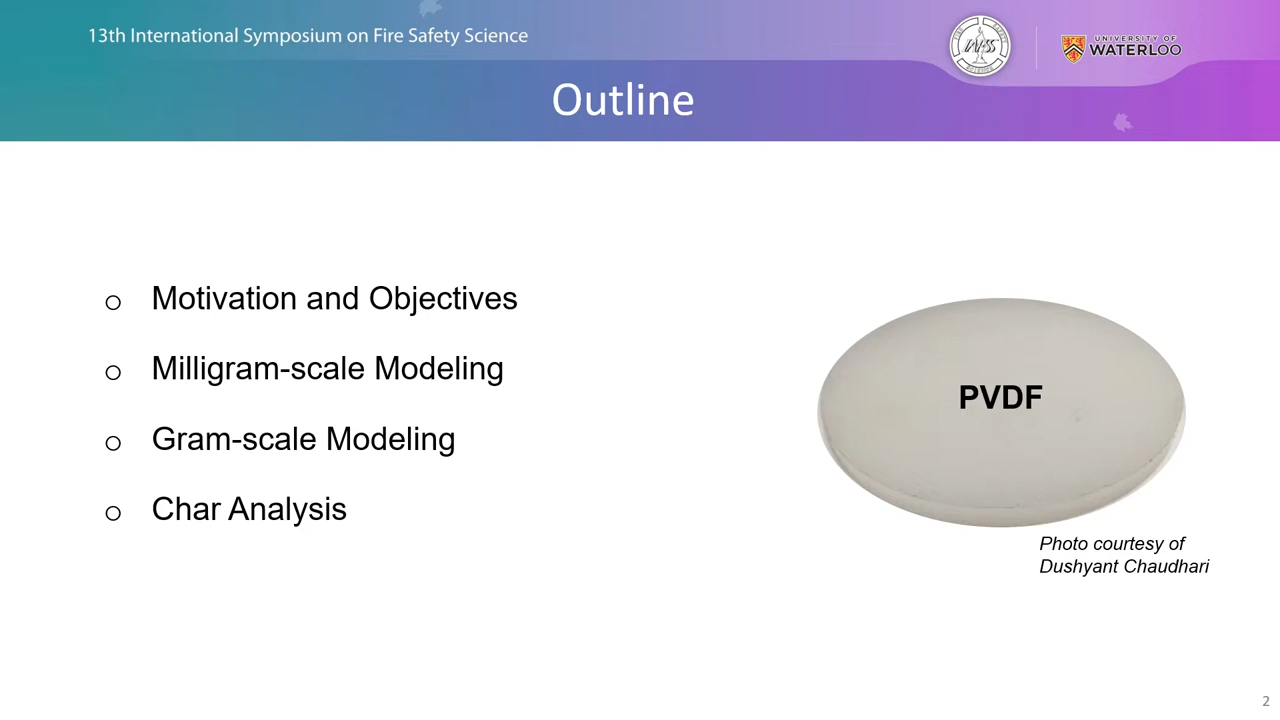 13th International Symposium on Fire Safety Science
IAFSS
UNIVERSITY OF
WATERLOO
Outline
o Motivation and Objectives
o Milligram-scale Modeling
o Gram-scale Modeling
o Char Analysis
PVDF
Photo courtesy of
Dushyant Chaudhari
2